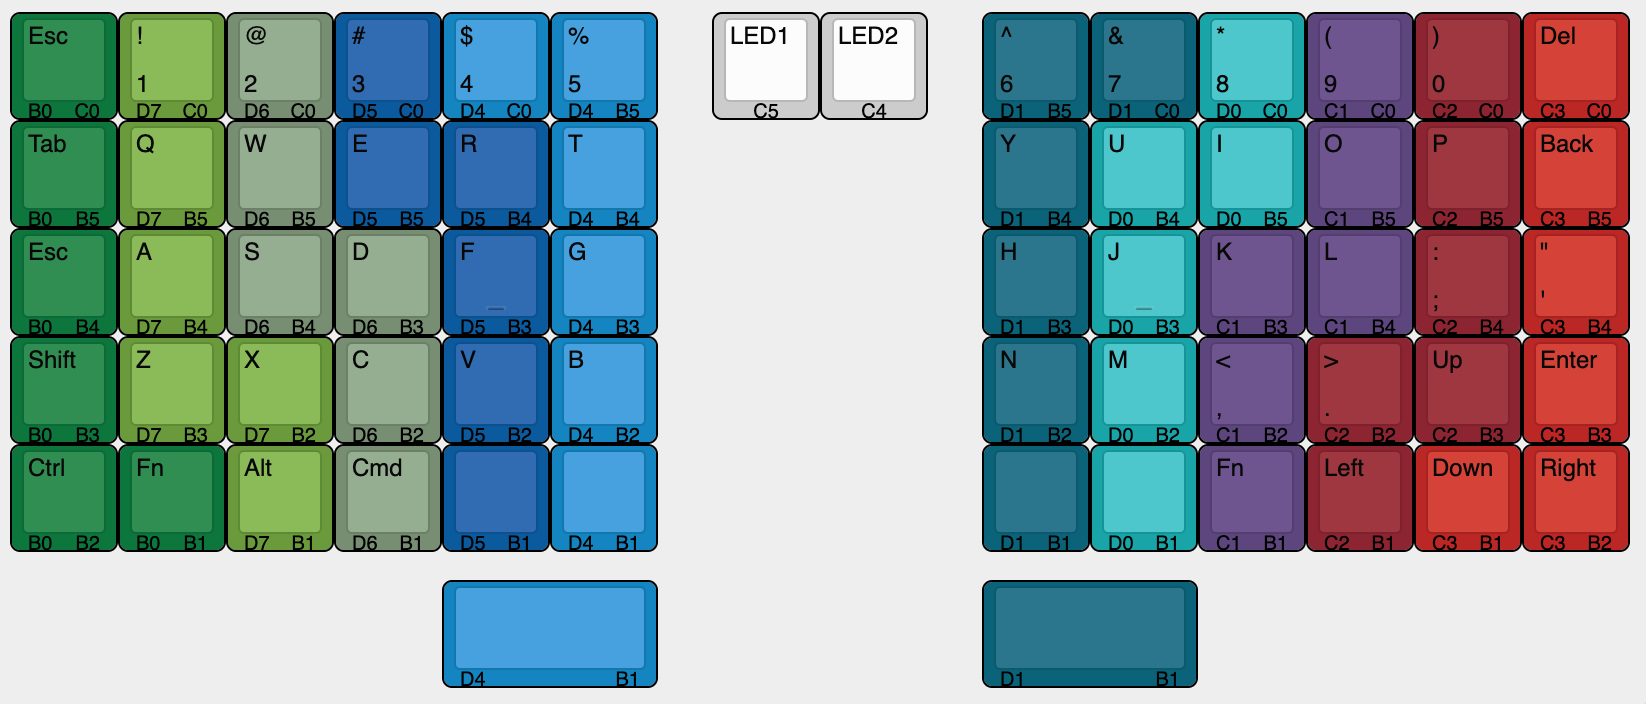 Esc ! @ # $ % LED1 LED2 ^ & * ( ) Del
1 2 3 4 5 6 7 8 9 0
B0 C0 D7 C0 D6 C0 D5 C0 D4 C0 D4 B5 C5 C4 D1 B5 D1 C0 D0 C0 C1 C0 C2 C0 C3 C0
Tab Q W E R T Y U I O P Back
B0 B5 D7 B5 D6 B5 D5 B5 D5 B4 D4 B4 D1 B4 D0 B4 D0 B5 C1 B5 C2 B5 C3 B5
Esc A S D F G H J K L : "
_ _ ; '
B0 B4 D7 B4 D6 B4 D6 B3 D5 B3 D4 B3 D1 B3 D0 B3 C1 B3 C1 B4 C2 B4 C3 B4
Shift Z X C V B N M < > Up Enter
, .
B0 B3 D7 B3 D7 B2 D6 B2 D5 B2 D4 B2 D1 B2 D0 B2 C1 B2 C2 B2 C2 B3 C3 B3
Ctrl Fn Alt Cmd Fn Left Down Right
B0 B2 B0 B1 D7 B1 D6 B1 D5 B1 D4 B1 D1 B1 D0 B1 C1 B1 C2 B1 C3 B1 C3 B2
D4 B1 D1 B1